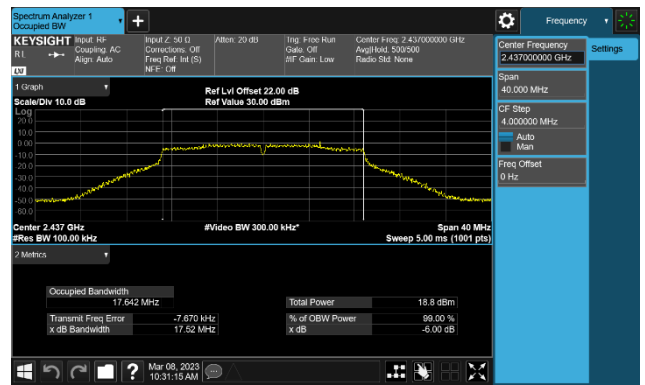 Spectrum Analyzer 1
Occupied BW
Frequency
KEYSIGHT
RL
Input: RF
Coupling: AC
Align: Auto
Input Z: 50 Ω
Corrections: Off
Freq Ref: Int (S)
NFE: Off
Atten: 20 dB
Trig: Free Run
Gate: Off
#IF Gain: Low
Center Freq: 2.437000000 GHz
Avg|Hold: 500/500
Radio Std: None
Center Frequency
2.437000000 GHz
Settings
Span
40.000 MHz
CF Step
4.000000 MHz
Auto
Man
Freq Offset
0 Hz
1 Graph
Scale/Div 10.0 dB
Ref Lvl Offset 22.00 dB
Ref Value 30.00 dBm
Log
20.0
10.0
0.00
-10.0
-20.0
-30.0
-40.0
-50.0
-60.0
Center 2.437 GHz
#Video BW 300.00 kHz*
Span 40 MHz
#Res BW 100.00 kHz
Sweep 5.00 ms (1001 pts)
2 Metrics
Occupied Bandwidth
17.642 MHz
Total Power 18.8 dBm
Transmit Freq Error -7.670 kHz
% of OBW Power 99.00 %
x dB Bandwidth 17.52 MHz
x dB -6.00 dB
?
Mar 08, 2023
10:31:15 AM